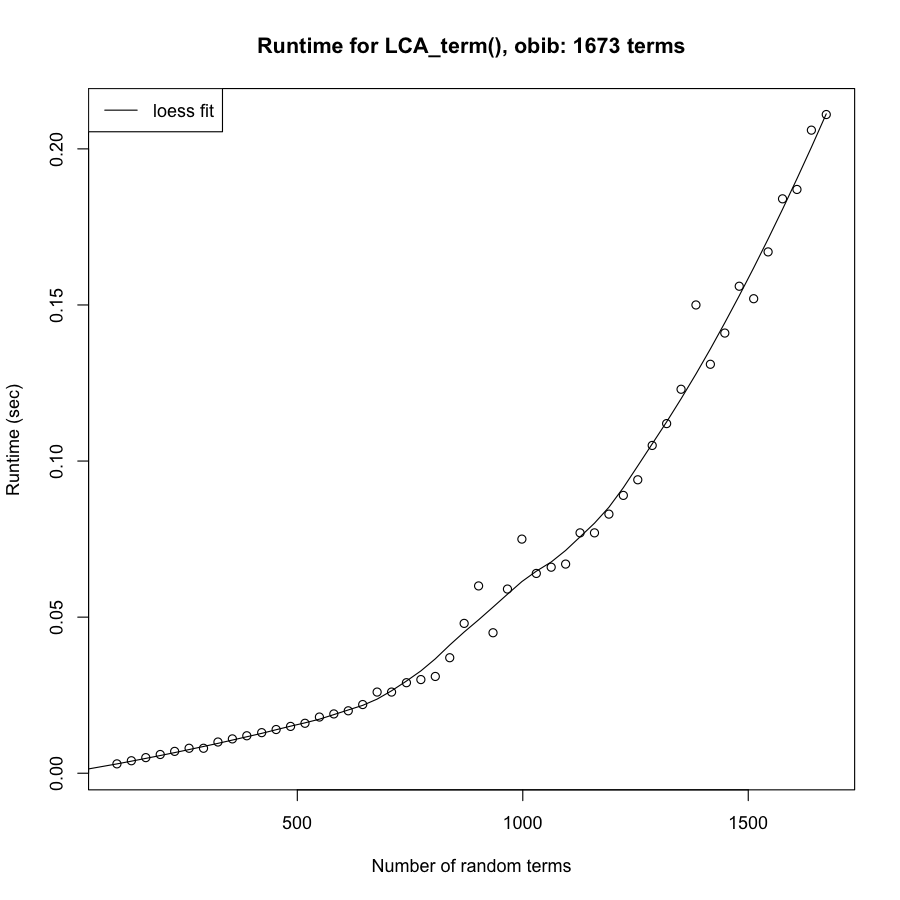 Runtime for LCA_term(), obib: 1673 terms
loess fit
Runtime (sec)
0.20
0.15
0.10
0.05
0.00
500 1000 1500
Number of random terms